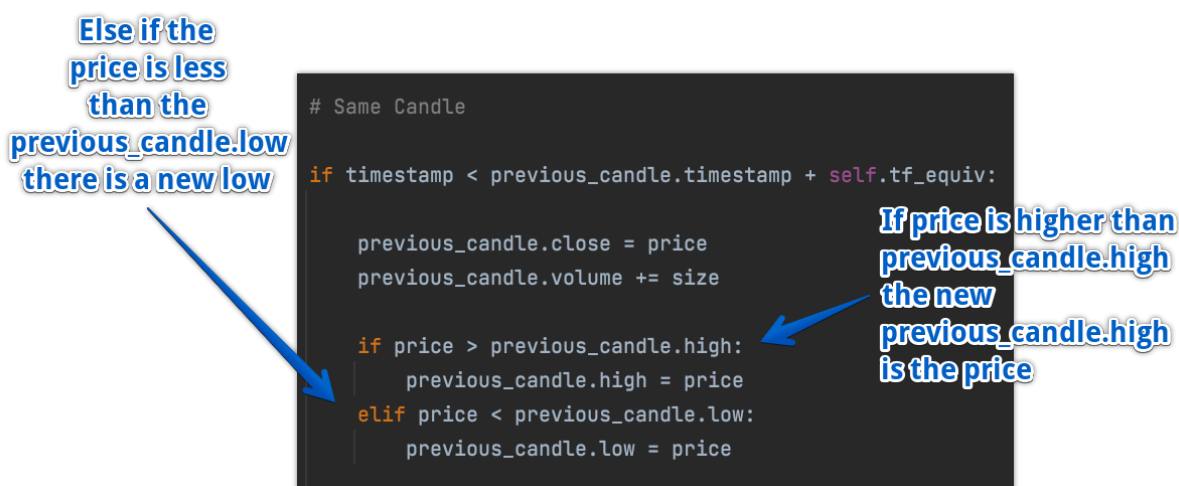 Else if the
price is less
than the
previous_candle.low
there is a new low
# Same Candle
if timestamp < previous_candle.timestamp + self.tf_equiv:
previous_candle.close = price
previous_candle.volume += size
if price > previous_candle.high:
previous_candle.high = price
elif price < previous_candle.low:
previous_candle.low = price
If price is higher than
previous_candle.high
the new
previous_candle.high
is the price